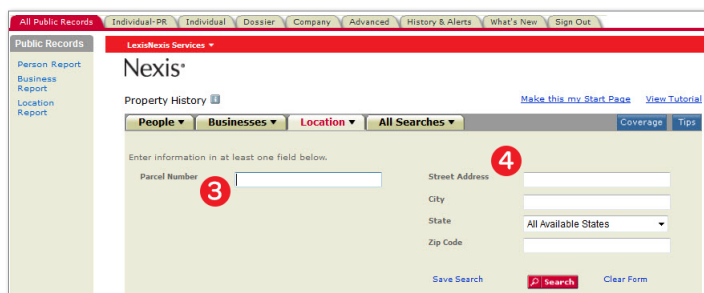 All Public Records Individual-PR Individual Dossier Company Advanced History & Alerts What's New Sign Out
Public Records
LexisNexis Services
Person Report
Business
Report
Location
Report
Nexis®
Property History i
Make this my Start Page View Tutorial
People Businesses Location All Searches
Coverage Tips
Enter information in at least one field below.
Parcel Number
3
4
Street Address
City
State All Available States
Zip Code
Save Search Search Clear Form